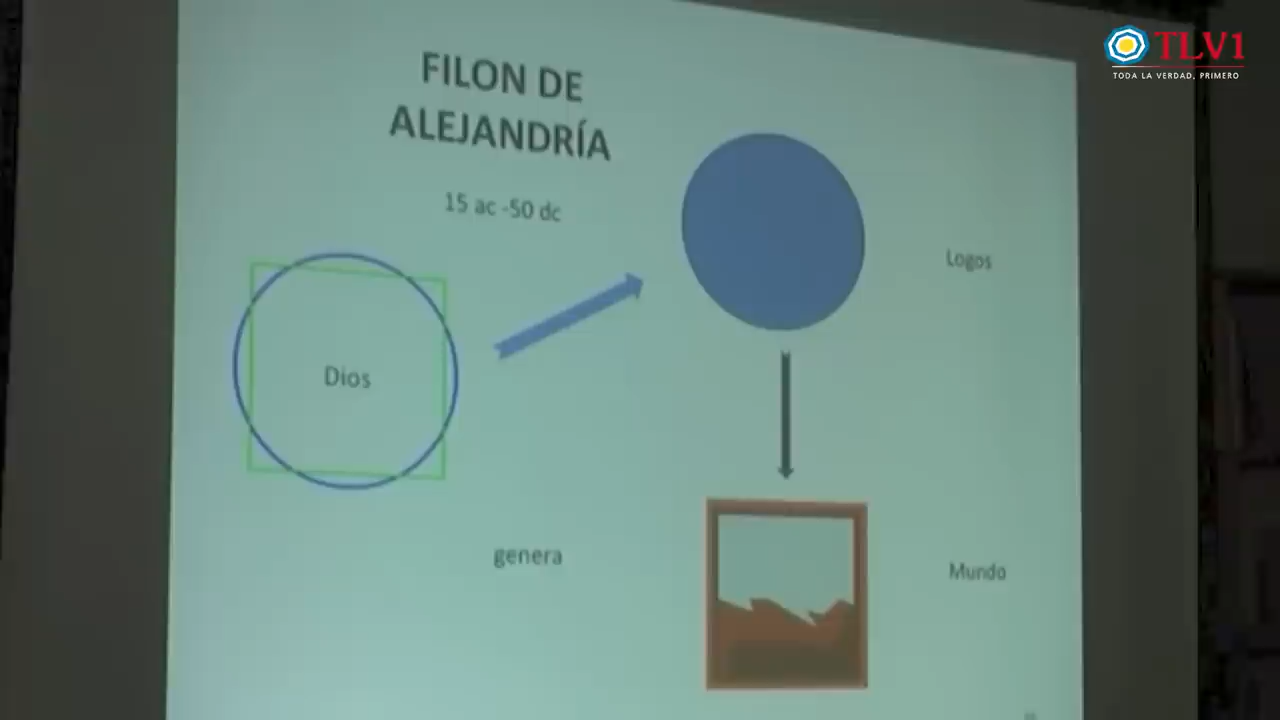 TLV1
TODA LA VERDAD, PRIMERO
FILON DE
ALEJANDRÍA
15 ac -50 dc
Logos
Dios
genera
Mundo